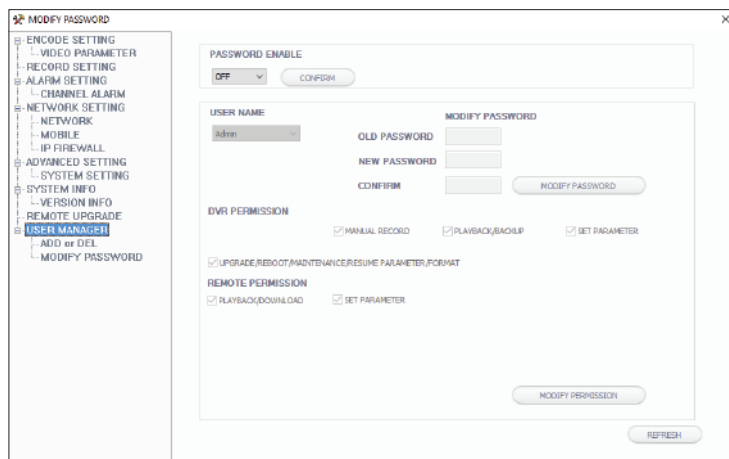 MODIFY PASSWORD
ENCODE SETTING
VIDEO PARAMETER
RECORD SETTING
ALARM SETTING
CHANNEL ALARM
NETWORK SETTING
NETWORK
MOBILE
IP FIREWALL
ADVANCED SETTING
SYSTEM SETTING
SYSTEM INFO
VERSION INFO
REMOTE UPGRADE
USER MANAGER
ADD or DEL
MODIFY PASSWORD
PASSWORD ENABLE
OFF CONFIRM
USER NAME
MODIFY PASSWORD
Admin
OLD PASSWORD
NEW PASSWORD
CONFIRM MODIFY PASSWORD
DVR PERMISSION
MANUAL RECORD PLAYBACK/BACKUP SET PARAMETER
UPGRADE/REBOOT/MAINTENANCE/RESUME PARAMETER/FORMAT
REMOTE PERMISSION
PLAYBACK/DOWNLOAD SET PARAMETER
MODIFY PERMISSION
REFRESH